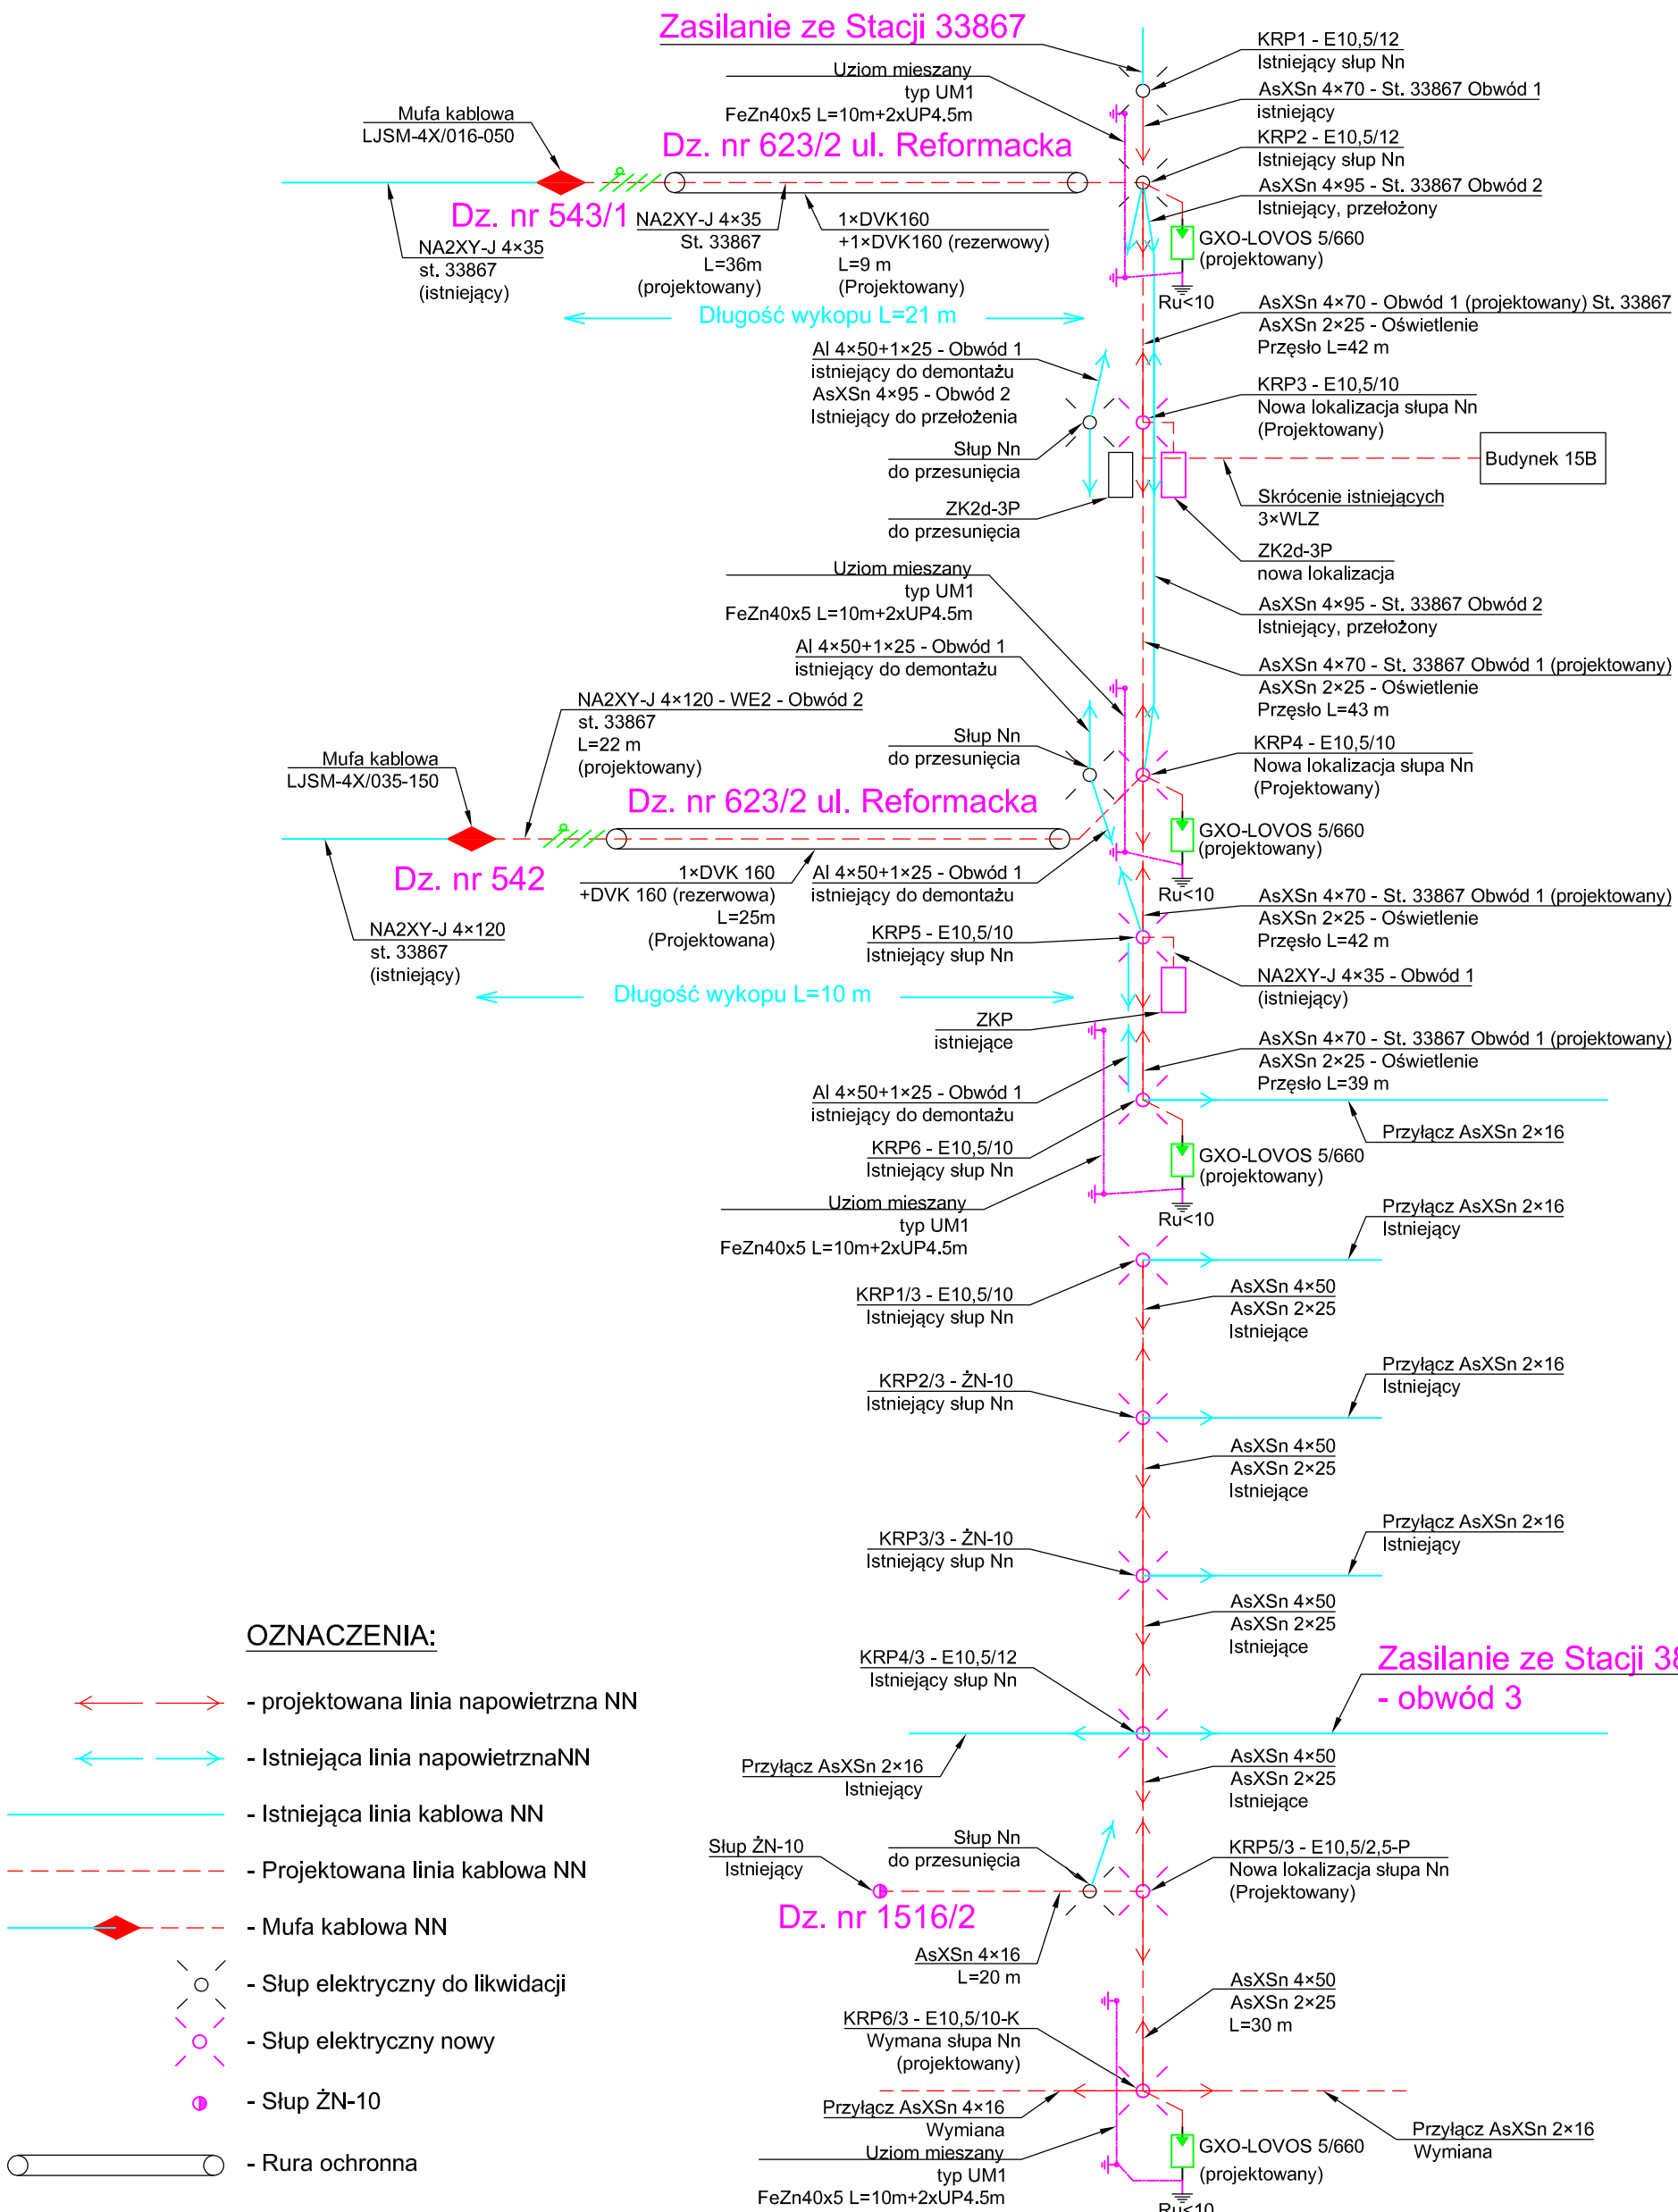 Zasilanie ze Stacji 33867
KRP1 - E10,5/12
Istniejący słup Nn
Uziom mieszany
typ UM1
FeZn40x5 L=10m+2xUP4.5m
AsXSn 4×70 - St. 33867 Obwód 1
istniejący
Mufa kablowa
LJSM-4X/016-050
Dz. nr 623/2 ul. Reformacka
KRP2 - E10,5/12
Istniejący słup Nn
AsXSn 4×95 - St. 33867 Obwód 2
Istniejący, przełożony
Dz. nr 543/1
NA2XY-J 4×35
St. 33867
L=36m
(projektowany)
1×DVK160
+1×DVK160 (rezerwowy)
L=9 m
(Projektowany)
NA2XY-J 4×35
st. 33867
(istniejący)
GXO-LOVOS 5/660
(projektowany)
Ru<10
Długość wykopu L=21 m
AsXSn 4×70 - Obwód 1 (projektowany) St. 33867
AsXSn 2×25 - Oświetlenie
Przęsło L=42 m
Al 4×50+1×25 - Obwód 1
istniejący do demontażu
AsXSn 4×95 - Obwód 2
Istniejący do przełożenia
KRP3 - E10,5/10
Nowa lokalizacja słupa Nn
(Projektowany)
Słup Nn
do przesunięcia
Budynek 15B
ZK2d-3P
do przesunięcia
Skrócenie istniejących
3×WLZ
ZK2d-3P
nowa lokalizacja
Uziom mieszany
typ UM1
FeZn40x5 L=10m+2xUP4.5m
AsXSn 4×95 - St. 33867 Obwód 2
Istniejący, przełożony
Al 4×50+1×25 - Obwód 1
istniejący do demontażu
AsXSn 4×70 - St. 33867 Obwód 1 (projektowany)
AsXSn 2×25 - Oświetlenie
Przęsło L=43 m
NA2XY-J 4×120 - WE2 - Obwód 2
st. 33867
L=22 m
(projektowany)
Słup Nn
do przesunięcia
KRP4 - E10,5/10
Nowa lokalizacja słupa Nn
(Projektowany)
Mufa kablowa
LJSM-4X/035-150
Dz. nr 623/2 ul. Reformacka
GXO-LOVOS 5/660
(projektowany)
Ru<10
Dz. nr 542
1×DVK 160
+DVK 160 (rezerwowa)
L=25m
(Projektowana)
Al 4×50+1×25 - Obwód 1
istniejący do demontażu
AsXSn 4×70 - St. 33867 Obwód 1 (projektowany)
AsXSn 2×25 - Oświetlenie
Przęsło L=42 m
NA2XY-J 4×120
st. 33867
(istniejący)
KRP5 - E10,5/10
Istniejący słup Nn
NA2XY-J 4×35 - Obwód 1
(istniejący)
Długość wykopu L=10 m
ZKP
istniejące
AsXSn 4×70 - St. 33867 Obwód 1 (projektowany)
AsXSn 2×25 - Oświetlenie
Przęsło L=39 m
Al 4×50+1×25 - Obwód 1
istniejący do demontażu
Przyłącz AsXSn 2×16
KRP6 - E10,5/10
Istniejący słup Nn
GXO-LOVOS 5/660
(projektowany)
Ru<10
Uziom mieszany
typ UM1
FeZn40x5 L=10m+2xUP4.5m
Przyłącz AsXSn 2×16
Istniejący
KRP1/3 - E10,5/10
Istniejący słup Nn
AsXSn 4×50
AsXSn 2×25
Istniejące
KRP2/3 - ŻN-10
Istniejący słup Nn
Przyłącz AsXSn 2×16
Istniejący
AsXSn 4×50
AsXSn 2×25
Istniejące
KRP3/3 - ŻN-10
Istniejący słup Nn
Przyłącz AsXSn 2×16
Istniejący
AsXSn 4×50
AsXSn 2×25
Istniejące
KRP4/3 - E10,5/12
Istniejący słup Nn
Zasilanie ze Stacji
- obwód 3
Przyłącz AsXSn 2×16
Istniejący
AsXSn 4×50
AsXSn 2×25
Istniejące
Słup ŻN-10
Istniejący
Słup Nn
do przesunięcia
KRP5/3 - E10,5/2,5-P
Nowa lokalizacja słupa Nn
(Projektowany)
Dz. nr 1516/2
AsXSn 4×16
L=20 m
AsXSn 4×50
AsXSn 2×25
L=30 m
KRP6/3 - E10,5/10-K
Wymana słupa Nn
(projektowany)
Przyłącz AsXSn 4×16
Wymiana
Przyłącz AsXSn 2×16
Wymiana
Uziom mieszany
typ UM1
FeZn40x5 L=10m+2xUP4.5m
GXO-LOVOS 5/660
(projektowany)
Ru<10
OZNACZENIA:
- projektowana linia napowietrzna NN
- Istniejąca linia napowietrznaNN
- Istniejąca linia kablowa NN
- Projektowana linia kablowa NN
- Mufa kablowa NN
- Słup elektryczny do likwidacji
- Słup elektryczny nowy
- Słup ŻN-10
- Rura ochronna